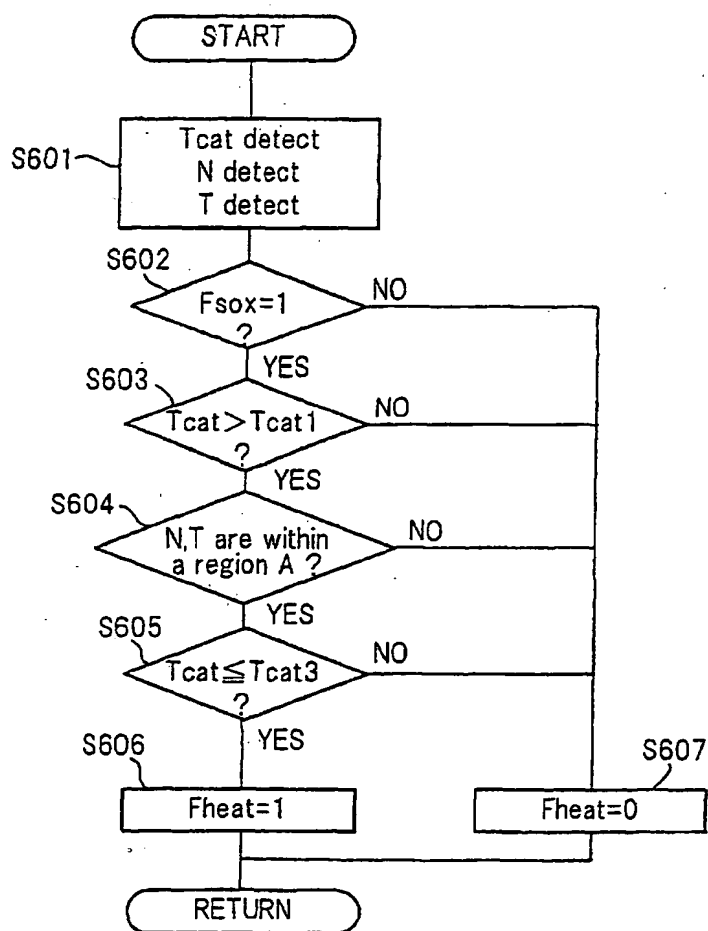 START
S601
Tcat detect
N detect
T detect
S602
Fsox=1
?
NO
YES
S603
Tcat>Tcat1
?
NO
YES
S604
N,T are within
a region A ?
NO
YES
S605
Tcat≦Tcat3
?
NO
YES
S606
Fheat=1
S607
Fheat=0
RETURN